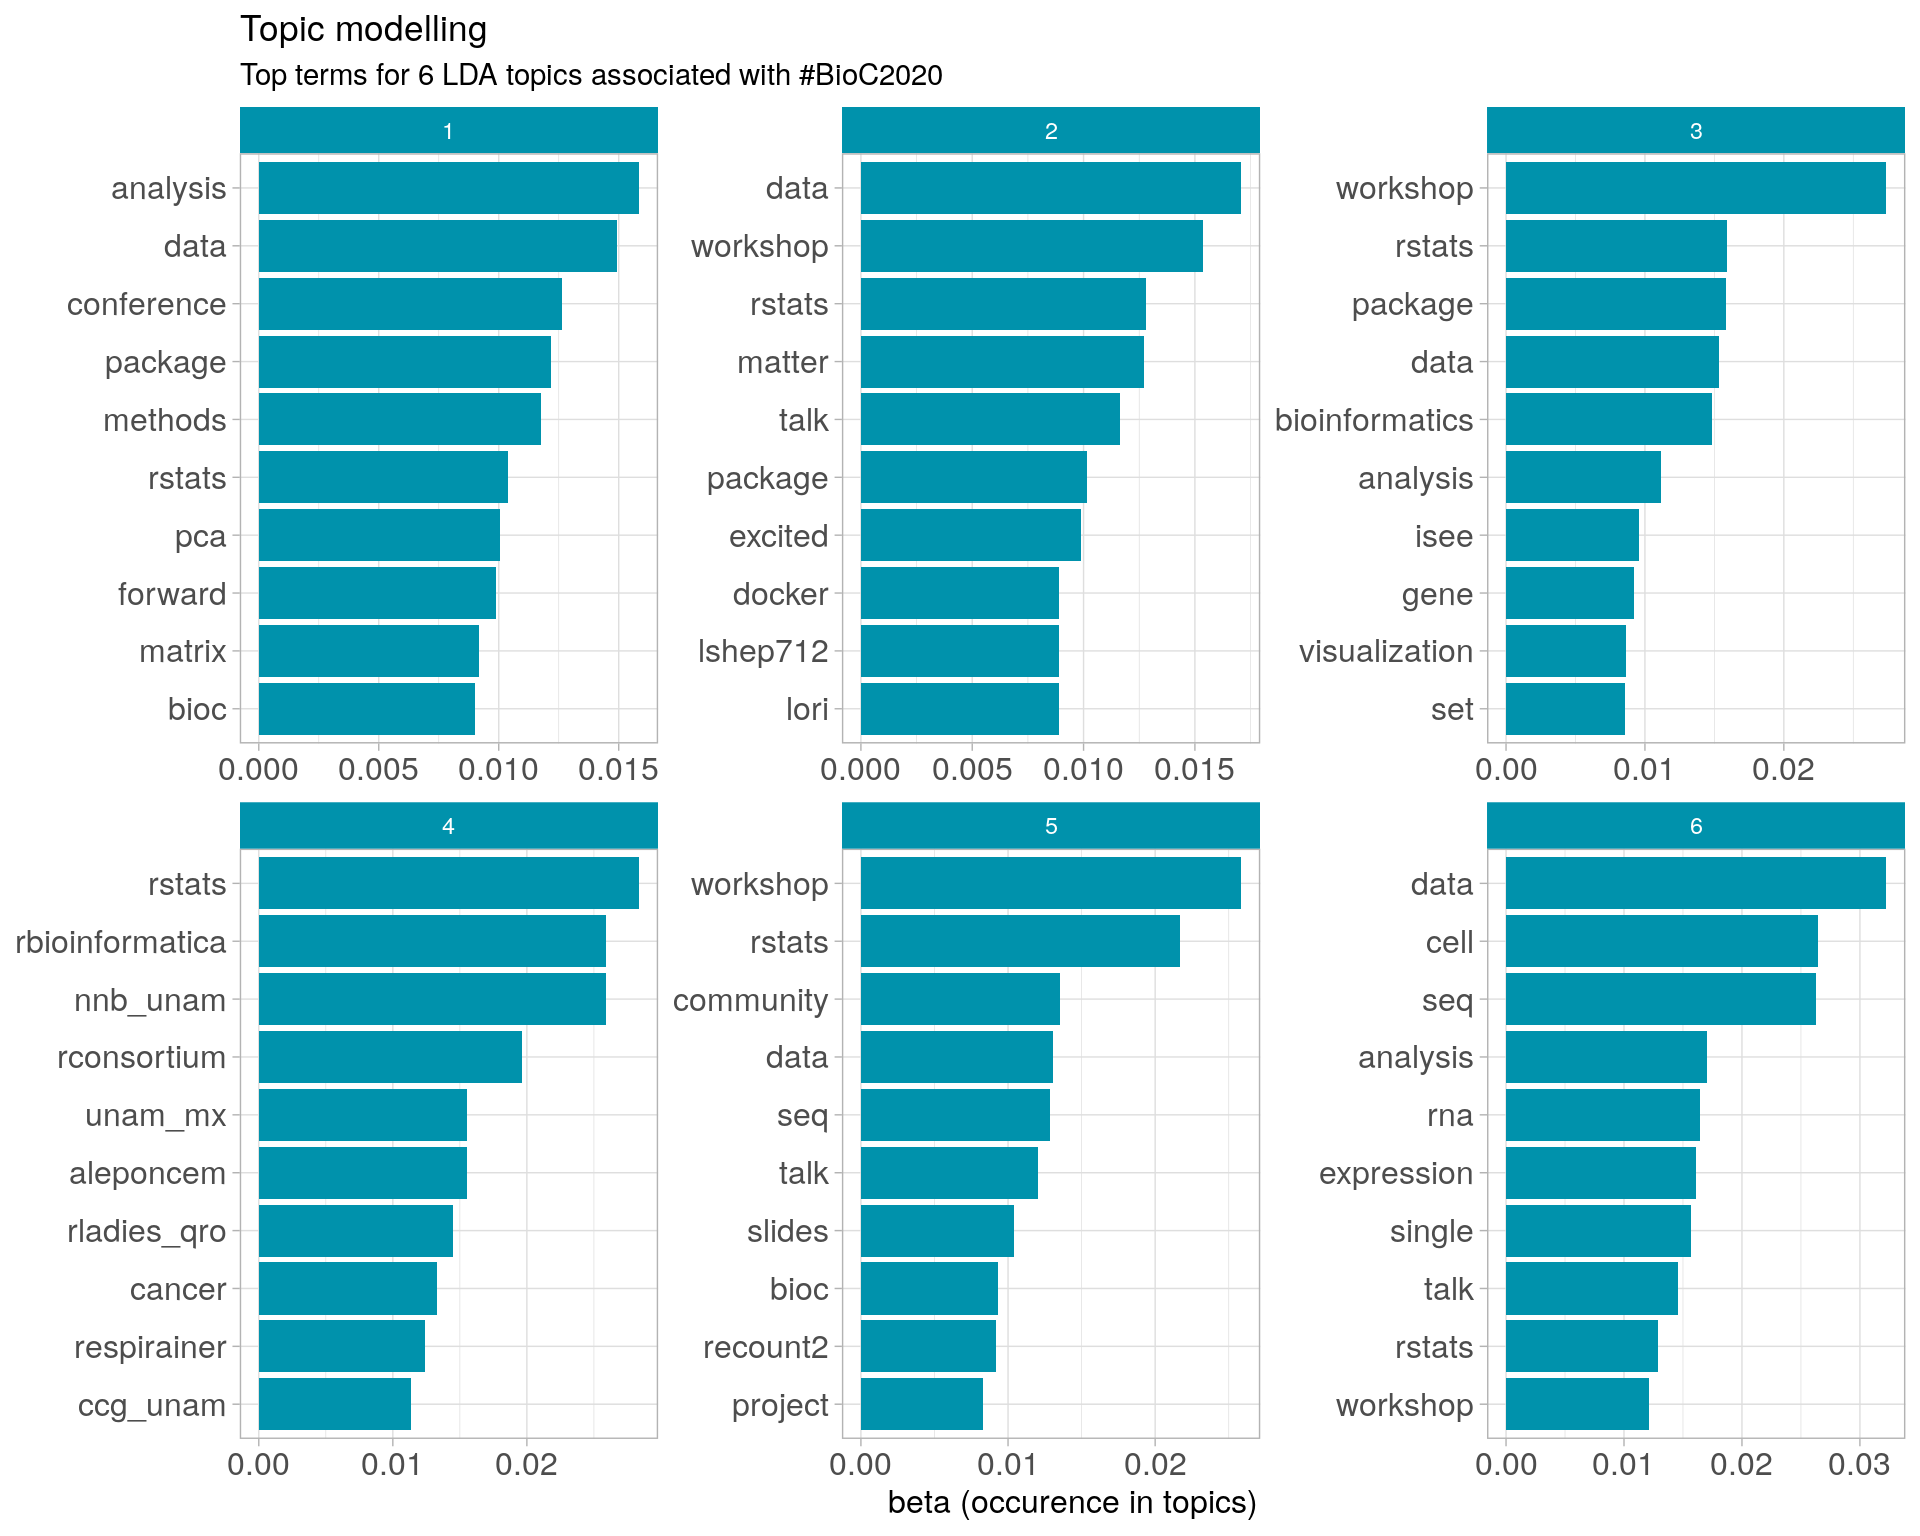 Topic modelling
Top terms for 6 LDA topics associated with #BioC2020
1
analysis
data
conference
package
methods
rstats
pca
forward
matrix
bioc
0.000 0.005 0.010 0.015
2
data
workshop
rstats
matter
talk
package
excited
docker
lshep712
lori
0.000 0.005 0.010 0.015
3
workshop
rstats
package
data
bioinformatics
analysis
isee
gene
visualization
set
0.00 0.01 0.02
4
rstats
rbioinformatica
nnb_unam
rconsortium
unam_mx
aleponcem
rladies_qro
cancer
respirainer
ccg_unam
0.00 0.01 0.02
5
workshop
rstats
community
data
seq
talk
slides
bioc
recount2
project
0.00 0.01 0.02
6
data
cell
seq
analysis
rna
expression
single
talk
rstats
workshop
0.00 0.01 0.02 0.03
beta (occurence in topics)